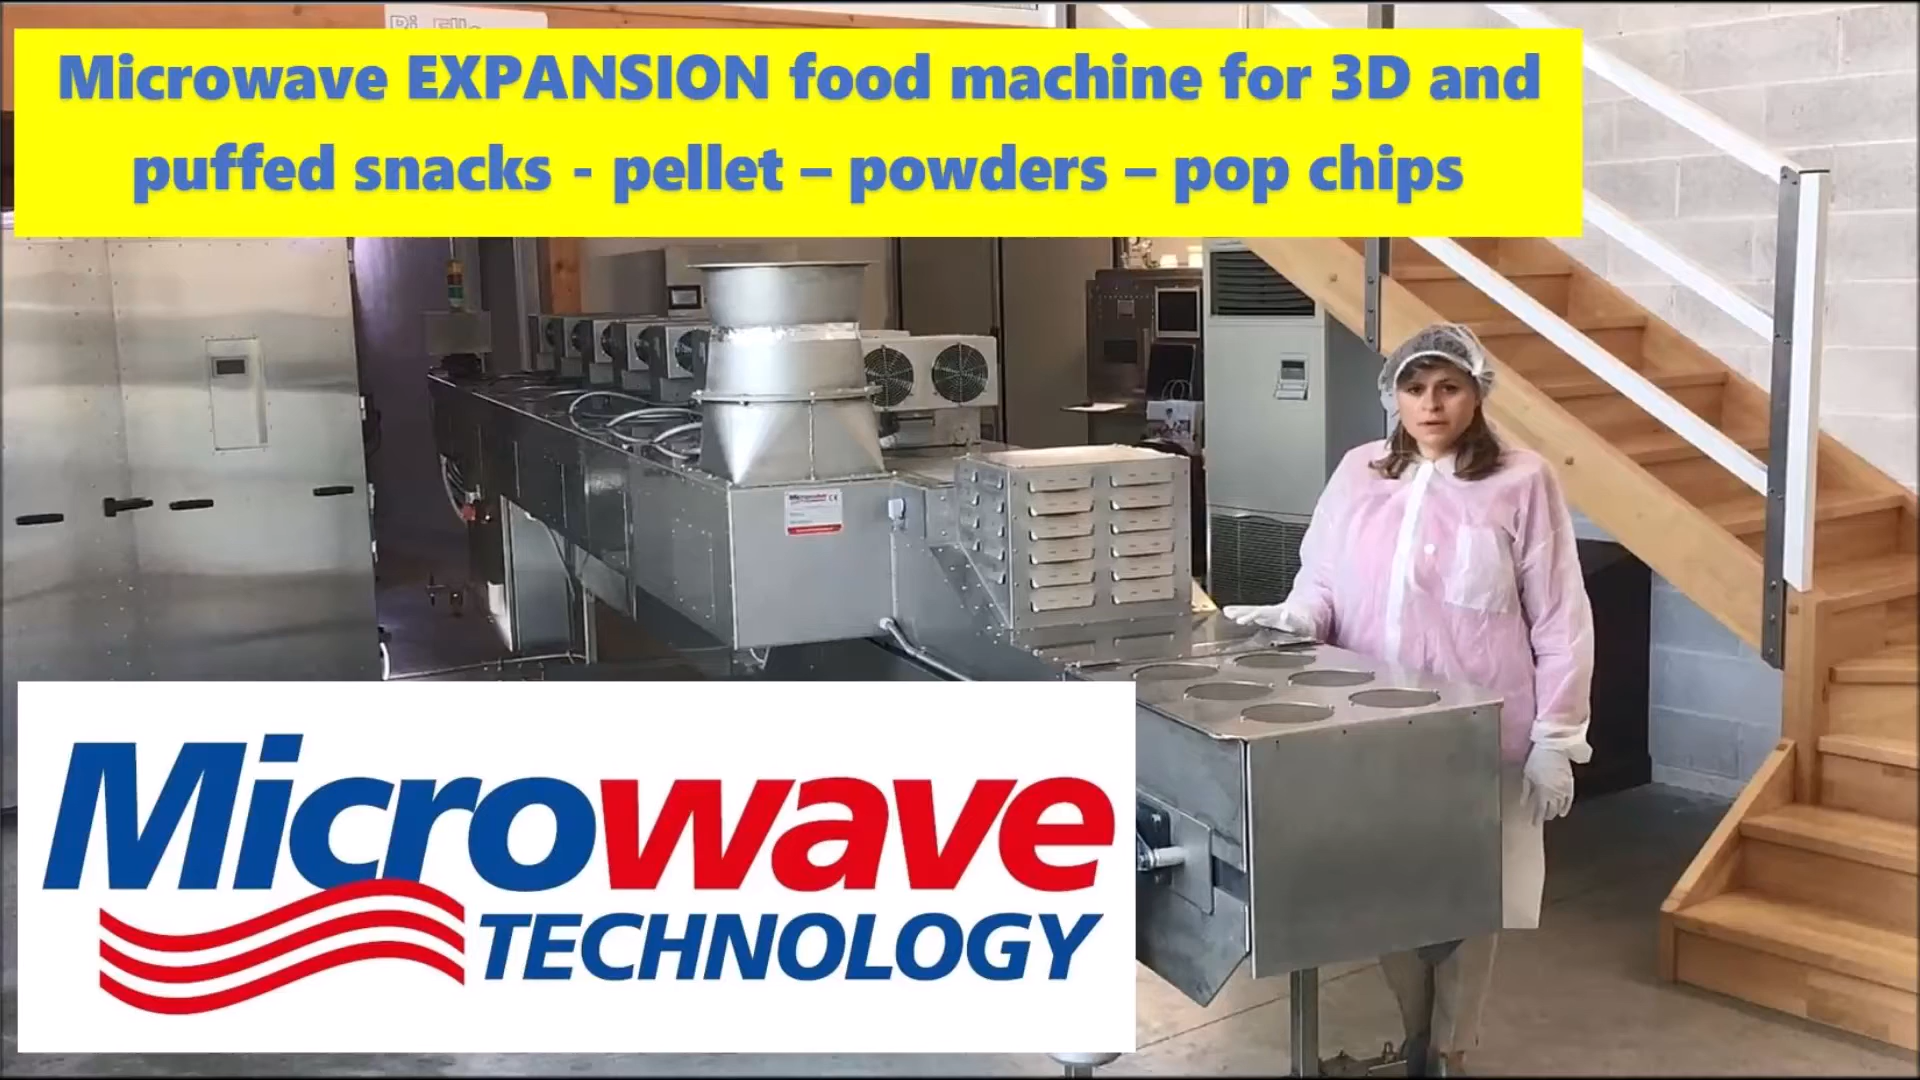 Microwave EXPANSION food machine for 3D and
puffed snacks - pellet – powders – pop chips
Microwave
TECHNOLOGY